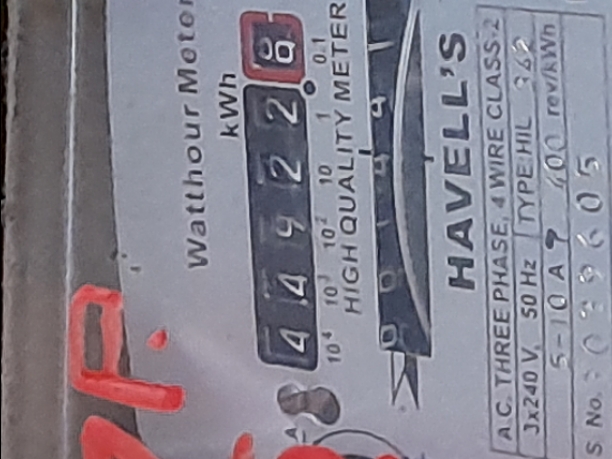 Watthour Meter
kWh
4 4 9 2 2 8
10⁴ 10³ 10² 10 1 0.1
HIGH QUALITY METER
HAVELL'S
A.C. THREE PHASE, 4 WIRE CLASS-2
3x240 V, 50 Hz TYPE:HIL
5-10 A 400 rev/kWh
S No.
P.